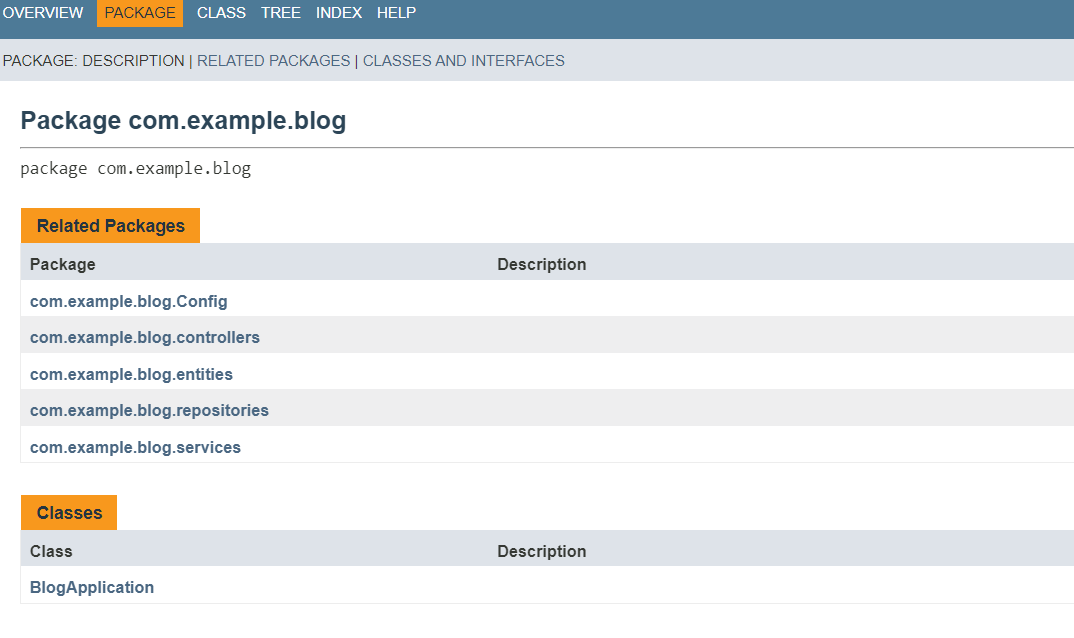 OVERVIEW PACKAGE CLASS TREE INDEX HELP
PACKAGE: DESCRIPTION | RELATED PACKAGES | CLASSES AND INTERFACES
Package com.example.blog
package com.example.blog
Related Packages
Package Description
com.example.blog.Config
com.example.blog.controllers
com.example.blog.entities
com.example.blog.repositories
com.example.blog.services
Classes
Class Description
BlogApplication